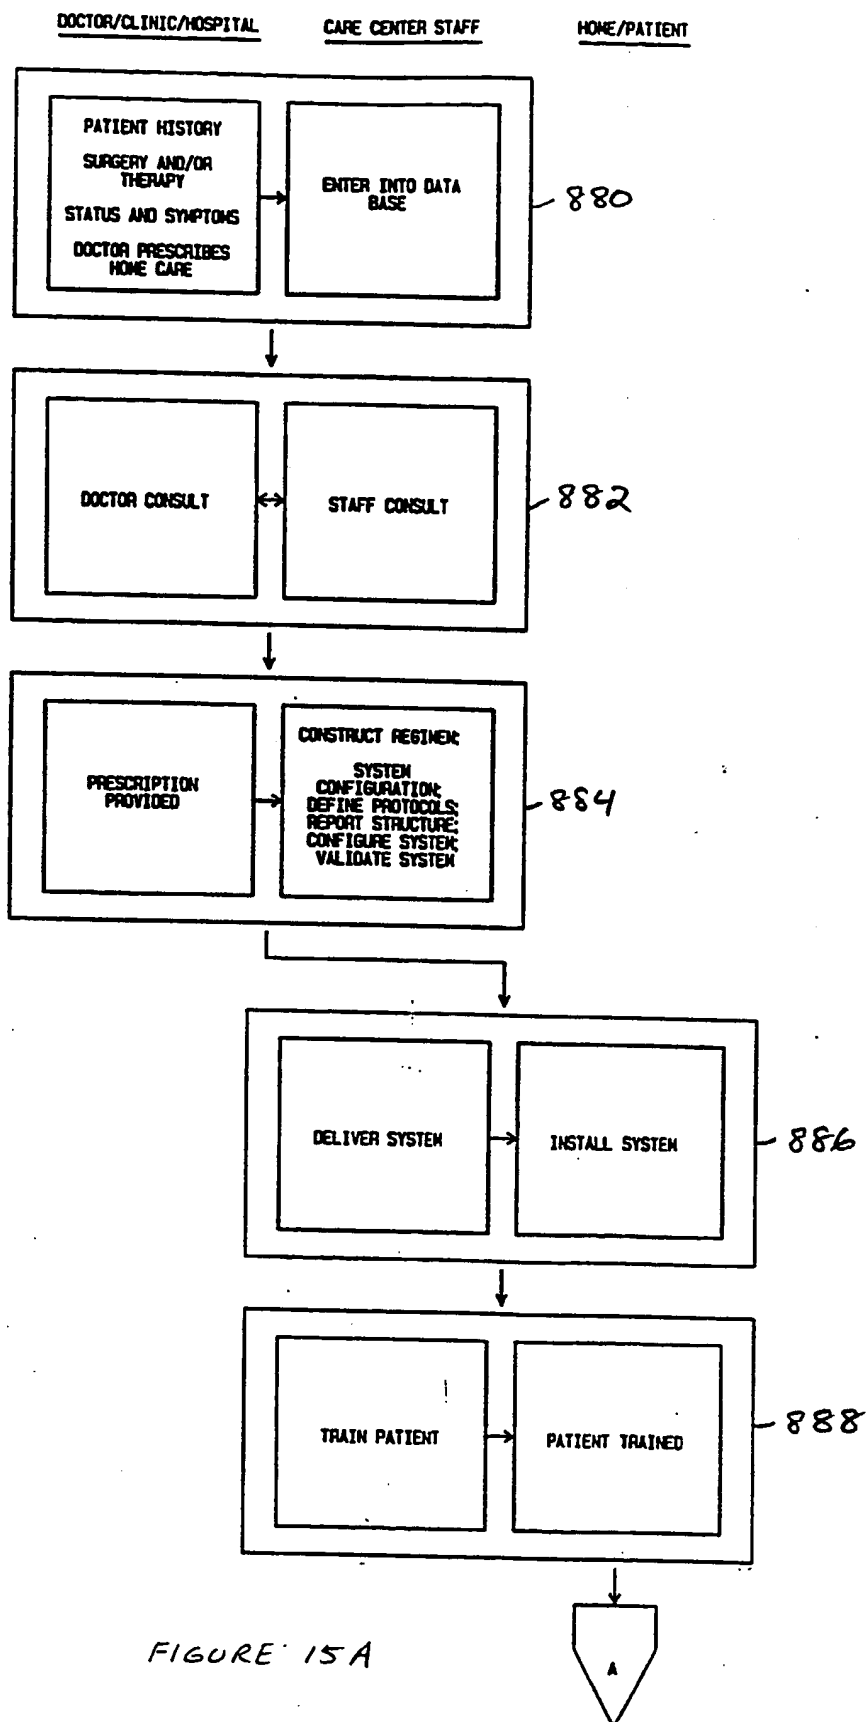 DOCTOR/CLINIC/HOSPITAL
CARE CENTER STAFF
HOME/PATIENT
PATIENT HISTORY
SURGERY AND/OR
THERAPY
STATUS AND SYMPTOMS
DOCTOR PRESCRIBES
HOME CARE
ENTER INTO DATA
BASE
880
DOCTOR CONSULT
STAFF CONSULT
882
PRESCRIPTION
PROVIDED
CONSTRUCT REGIMEN:
SYSTEM
CONFIGURATION;
DEFINE PROTOCOLS;
REPORT STRUCTURE;
CONFIGURE SYSTEM;
VALIDATE SYSTEM
884
DELIVER SYSTEM
INSTALL SYSTEM
886
TRAIN PATIENT
PATIENT TRAINED
888
A
FIGURE 15A